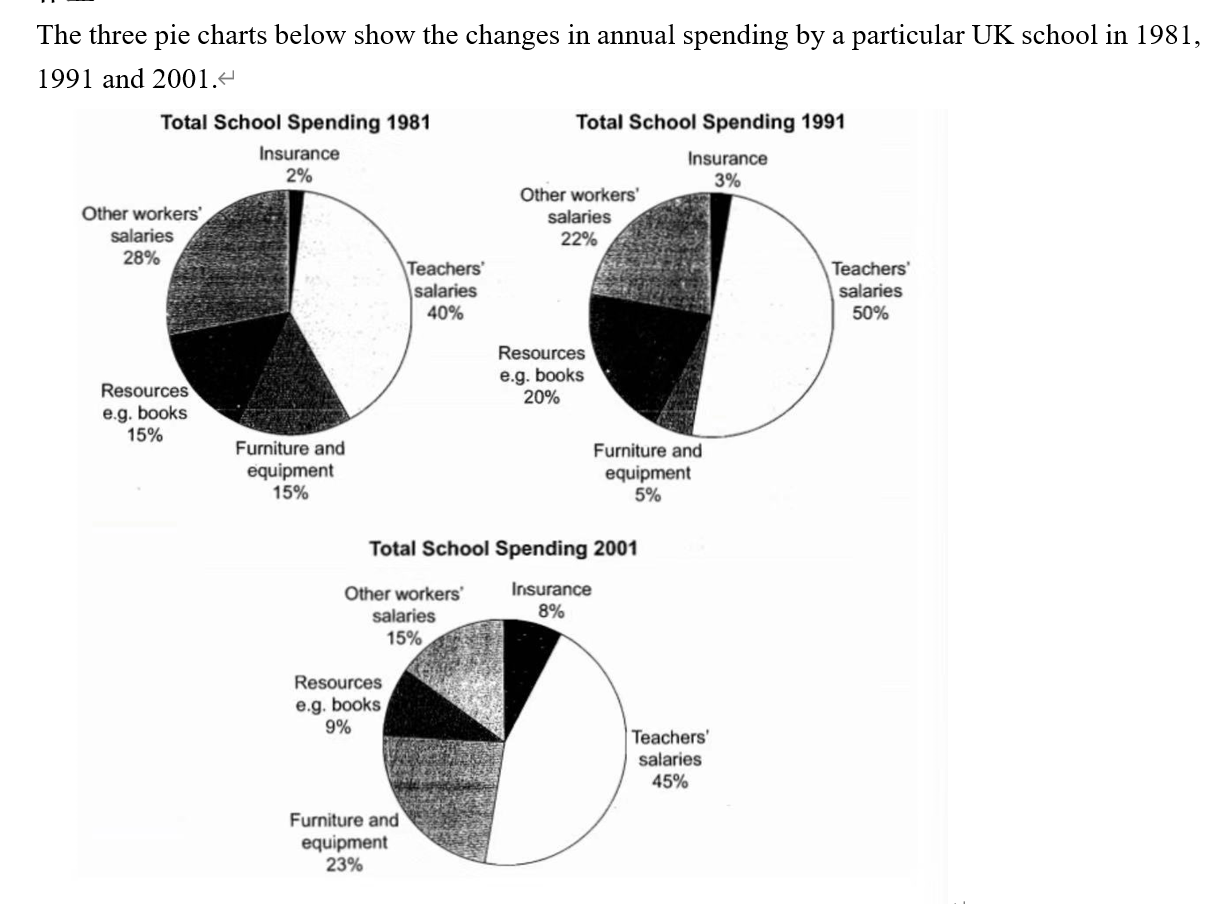 The three pie charts below show the changes in annual spending by a particular UK school in 1981,
1991 and 2001.↵
Total School Spending 1981
Insurance
2%
Other workers'
salaries
28%
Teachers'
salaries
40%
Resources
e.g. books
15%
Furniture and
equipment
15%
Total School Spending 1991
Insurance
3%
Other workers'
salaries
22%
Teachers'
salaries
50%
Resources
e.g. books
20%
Furniture and
equipment
5%
Total School Spending 2001
Other workers'
salaries
15%
Insurance
8%
Resources
e.g. books
9%
Teachers'
salaries
45%
Furniture and
equipment
23%